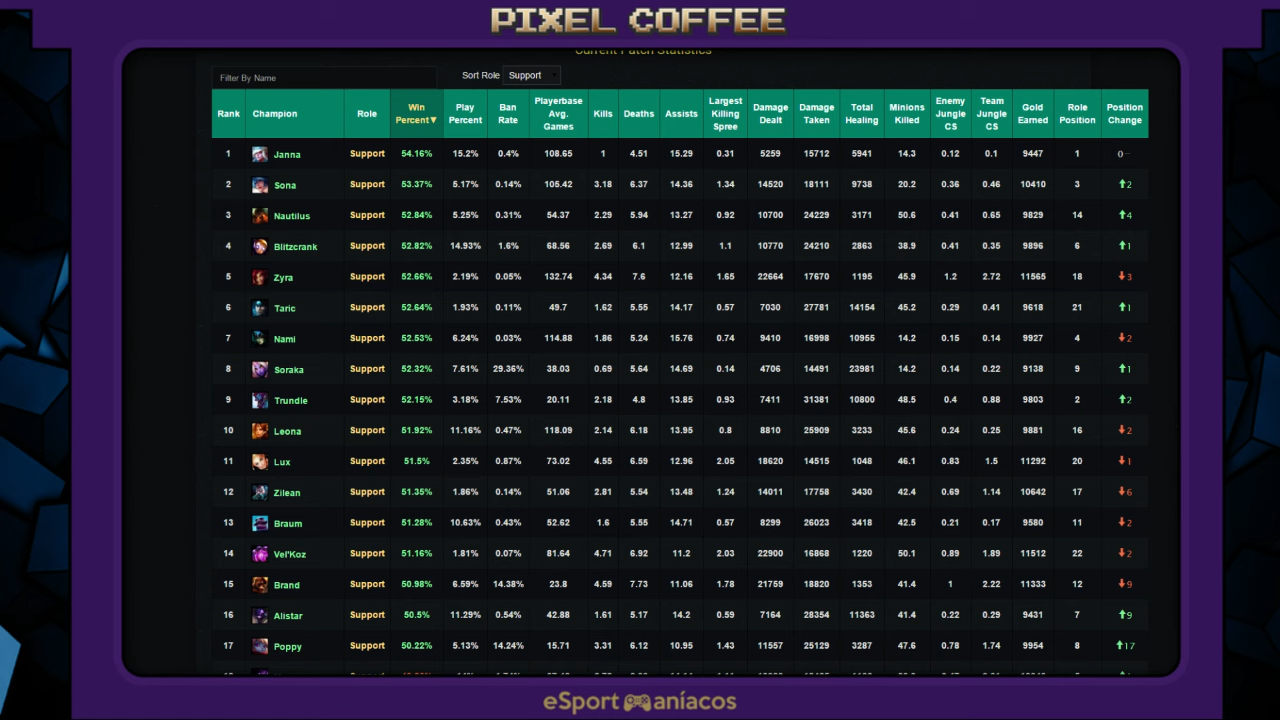 PIXEL COFFEE
Current Patch Statistics
Filter By Name Sort Role Support
Rank Champion Role Win Percent▼ Play Percent Ban Rate Playerbase Avg. Games Kills Deaths Assists Largest Killing Spree Damage Dealt Damage Taken Total Healing Minions Killed Enemy Jungle CS Team Jungle CS Gold Earned Role Position Position Change
1 Janna Support 54.16% 15.2% 0.4% 108.65 1 4.51 15.29 0.31 5259 15712 5941 14.3 0.12 0.1 9447 1 0
2 Sona Support 53.37% 5.17% 0.14% 105.42 3.18 6.37 14.36 1.34 14520 18111 9738 20.2 0.36 0.46 10410 3 2
3 Nautilus Support 52.84% 5.25% 0.31% 54.37 2.29 5.94 13.27 0.92 10700 24229 3171 50.6 0.41 0.65 9829 14 4
4 Blitzcrank Support 52.82% 14.93% 1.6% 68.56 2.69 6.1 12.99 1.1 10770 24210 2863 38.9 0.41 0.35 9896 6 1
5 Zyra Support 52.66% 2.19% 0.05% 132.74 4.34 7.6 12.16 1.65 22664 17670 1195 45.9 1.2 2.72 11565 18 3
6 Taric Support 52.64% 1.93% 0.11% 49.7 1.62 5.55 14.17 0.57 7030 27781 14154 45.2 0.29 0.41 9618 21 1
7 Nami Support 52.53% 6.24% 0.03% 114.88 1.86 5.24 15.76 0.74 9410 16998 10955 14.2 0.15 0.14 9927 4 2
8 Soraka Support 52.32% 7.61% 29.36% 38.03 0.69 5.64 14.69 0.14 4706 14491 23981 14.2 0.14 0.22 9138 9 1
9 Trundle Support 52.15% 3.18% 7.53% 20.11 2.18 4.8 13.85 0.93 7411 31381 10800 48.5 0.4 0.88 9803 2 2
10 Leona Support 51.92% 11.16% 0.47% 118.09 2.14 6.18 13.95 0.8 8810 25909 3233 45.6 0.24 0.25 9881 16 2
11 Lux Support 51.5% 2.35% 0.87% 73.02 4.55 6.59 12.96 2.05 18620 14515 1048 46.1 0.83 1.5 11292 20 1
12 Zilean Support 51.35% 1.86% 0.14% 51.06 2.81 5.54 13.48 1.24 14011 17758 3430 42.4 0.69 1.14 10642 17 6
13 Braum Support 51.28% 10.63% 0.43% 52.62 1.6 5.55 14.71 0.57 8299 26023 3418 42.5 0.21 0.17 9580 11 2
14 Vel'Koz Support 51.16% 1.81% 0.07% 81.64 4.71 6.92 11.2 2.03 22900 16868 1220 50.1 0.89 1.89 11512 22 2
15 Brand Support 50.98% 6.59% 14.38% 23.8 4.59 7.73 11.06 1.78 21759 18820 1353 41.4 1 2.22 11333 12 9
16 Alistar Support 50.5% 11.29% 0.54% 42.88 1.61 5.17 14.2 0.59 7164 28354 11363 41.4 0.22 0.29 9431 7 9
17 Poppy Support 50.22% 5.13% 14.24% 15.71 3.31 6.12 10.95 1.43 11557 25129 3287 47.6 0.78 1.74 9954 8 17
eSport maníacos